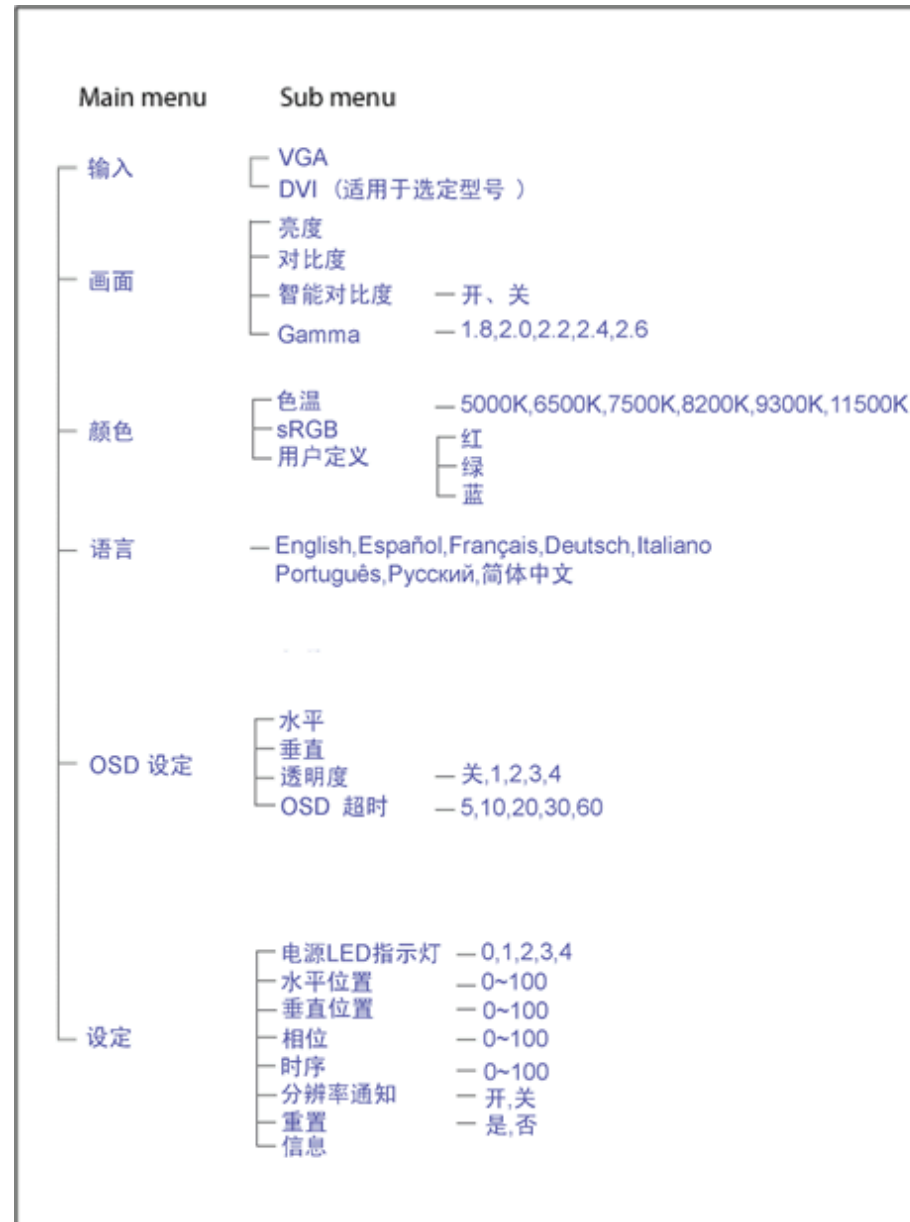 Main menu Sub menu
输入 VGA
DVI (适用于选定型号 )
画面 亮度
对比度
智能对比度 开、关
Gamma 1.8,2.0,2.2,2.4,2.6
颜色 色温 5000K,6500K,7500K,8200K,9300K,11500K
sRGB
用户定义 红
绿
蓝
语言 English,Español,Français,Deutsch,Italiano
Português,Русский,简体中文
OSD 设定 水平
垂直
透明度 关,1,2,3,4
OSD 超时 5,10,20,30,60
设定 电源LED指示灯 0,1,2,3,4
水平位置 0~100
垂直位置 0~100
相位 0~100
时序 0~100
分辨率通知 开,关
重置 是,否
信息